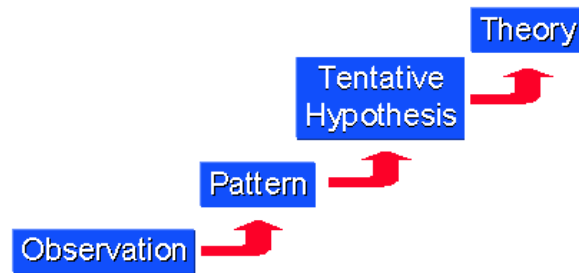 Theory
Tentative
Hypothesis
Pattern
Observation